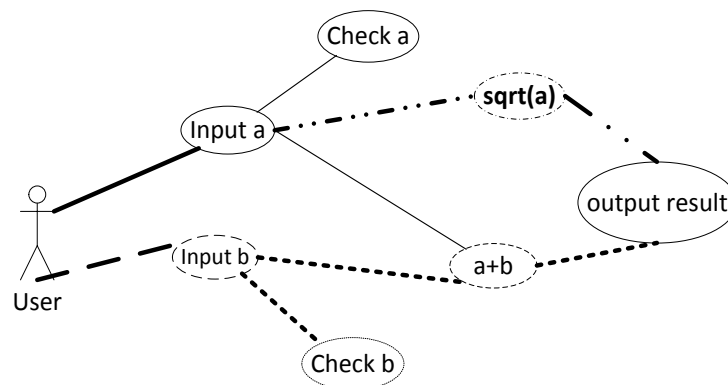 Check a
sqrt(a)
Input a
output result
Input b
a+b
User
Check b